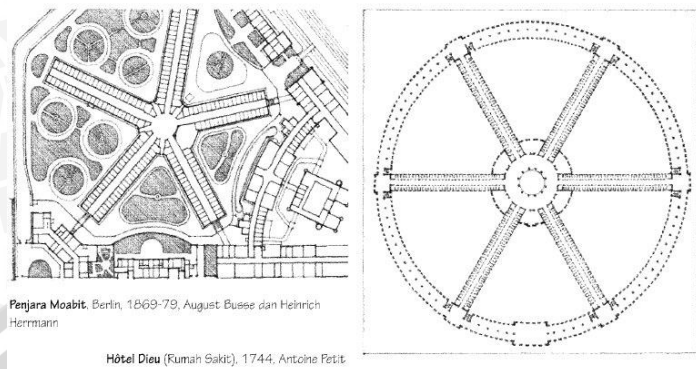 Penjara Moabit, Berlin, 1869-79, August Busse dan Heinrich
Herrmann
Hôtel Dieu (Rumah Sakit), 1744, Antoine Petit